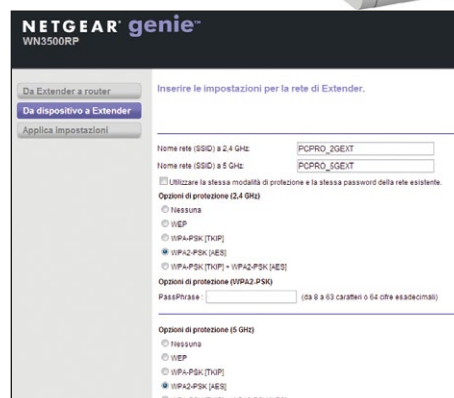 NETGEAR® genie™
WN3500RP
Da Extender a router
Da dispositivo a Extender
Applica impostazioni
Inserire le impostazioni per la rete di Extender.
Nome rete (SSID) a 2,4 GHz: PCPRO_2GEXT
Nome rete (SSID) a 5 GHz: PCPRO_5GEXT
Utilizzare la stessa modalità di protezione e la stessa password della rete esistente.
Opzioni di protezione (2,4 GHz)
Nessuna
WEP
WPA-PSK [TKIP]
WPA2-PSK [AES]
WPA-PSK [TKIP] + WPA2-PSK [AES]
Opzioni di protezione (WPA2-PSK)
PassPhrase : (da 8 a 63 caratteri o 64 cifre esadecimali)
Opzioni di protezione (5 GHz)
Nessuna
WEP
WPA-PSK [TKIP]
WPA2-PSK [AES]